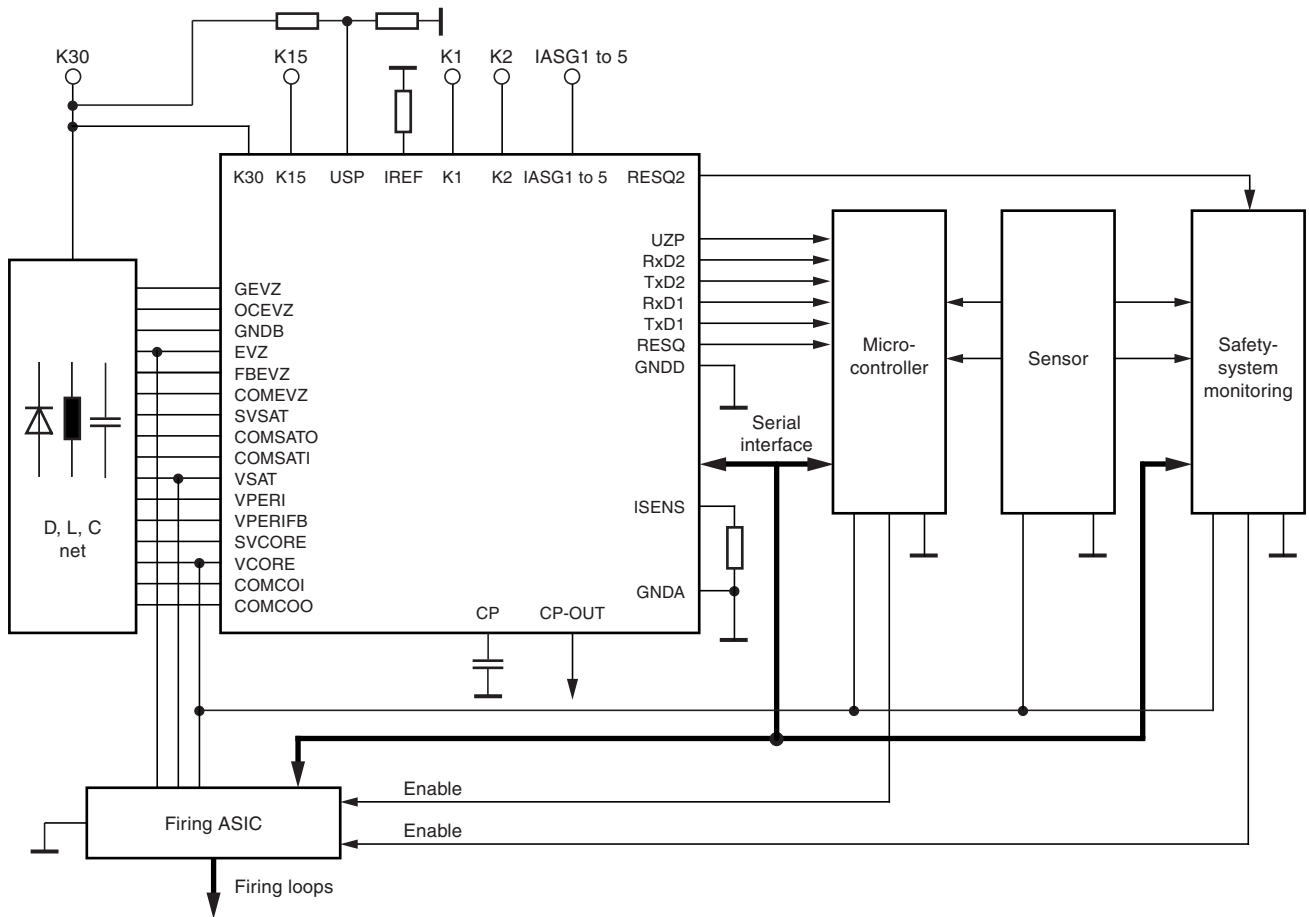 K30
K15
K1
K2
IASG1 to 5
K30 K15 USP IREF K1 K2 IASG1 to 5 RESQ2
UZP
RxD2
TxD2
RxD1
TxD1
RESQ
GNDD
GEVZ
OCEVZ
GNDB
EVZ
FBEVZ
COMEVZ
SVSAT
COMSATO
COMSATI
VSAT
VPERI
VPERIFB
SVCORE
VCORE
COMCOI
COMCOO
D, L, C
net
Serial
interface
ISENS
GNDA
CP
CP-OUT
Micro-
controller
Sensor
Safety-
system
monitoring
Enable
Enable
Firing ASIC
Firing loops